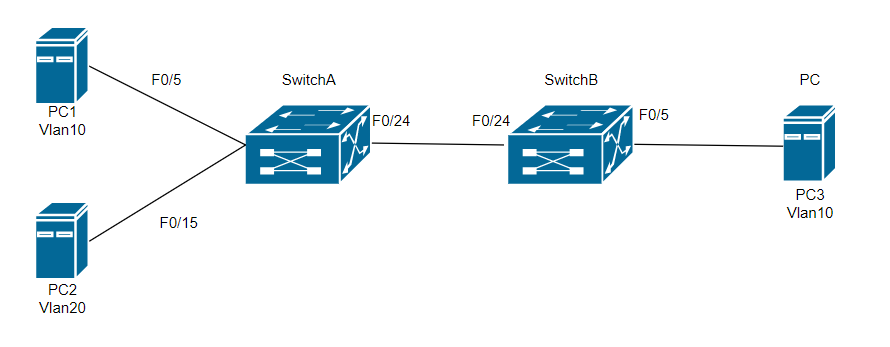 F0/5
PC1
Vlan10
F0/15
PC2
Vlan20
SwitchA
F0/24
SwitchB
F0/24
F0/5
PC
PC3
Vlan10